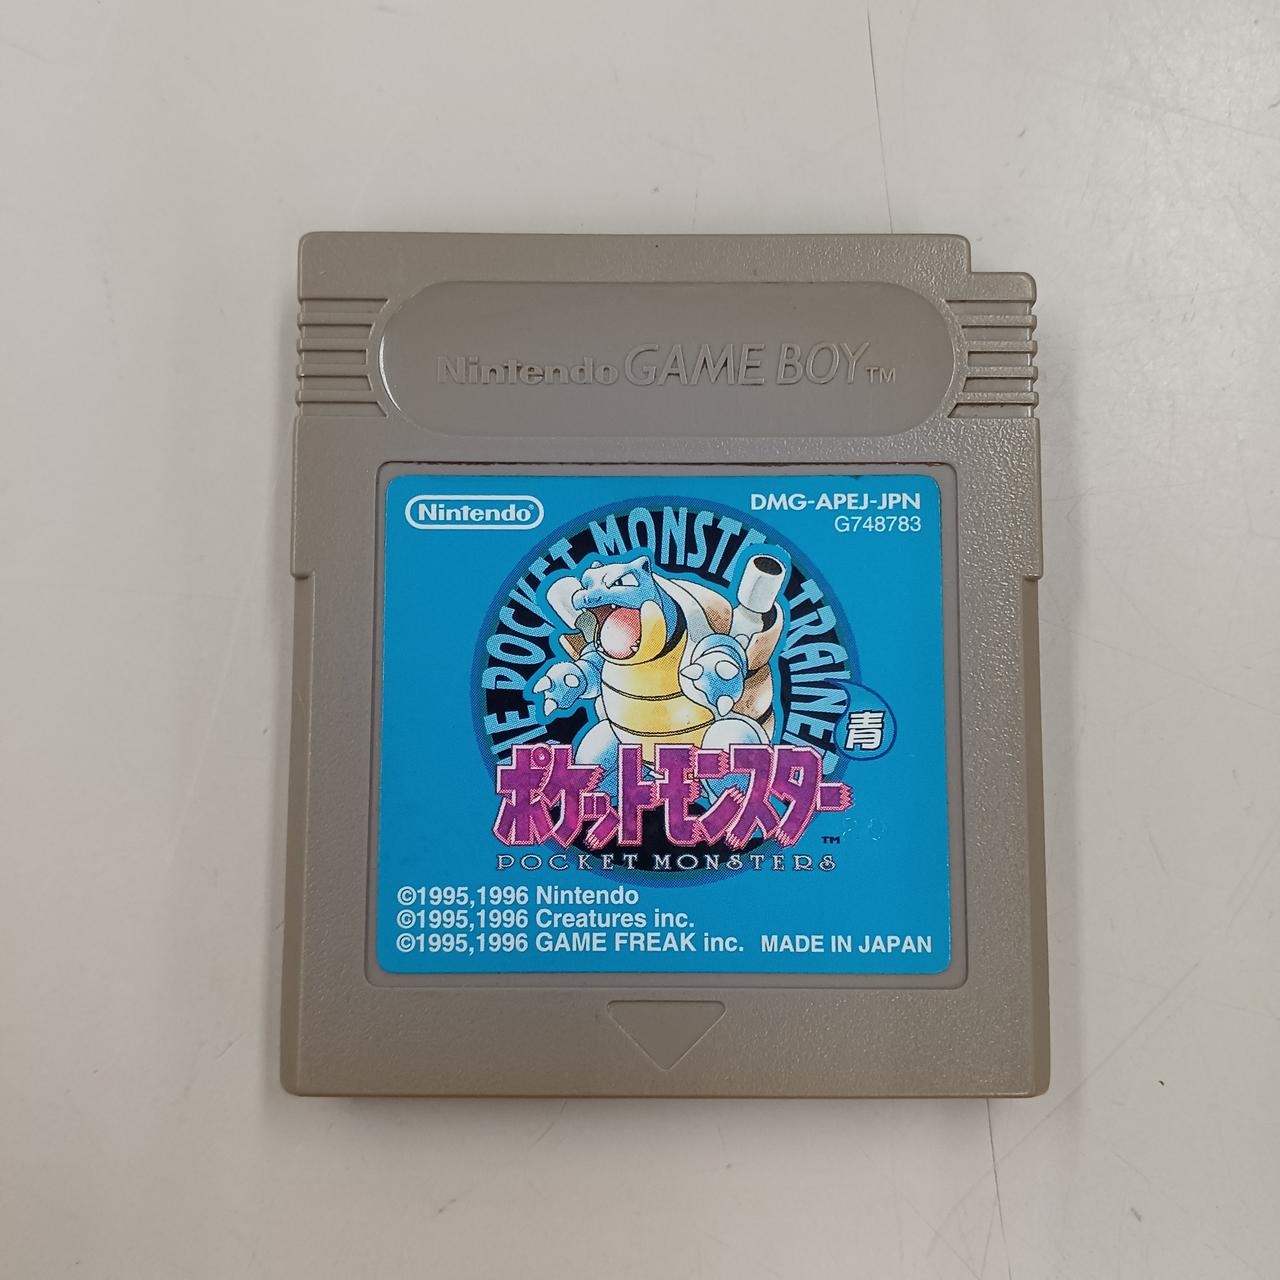 Nintendo GAME BOY™
Nintendo®
DMG-APEJ-JPN
G748783
THE POCKET MONSTER TRAINER
青
ポケットモンスター™
POCKET MONSTERS
©1995,1996 Nintendo
©1995,1996 Creatures inc.
©1995,1996 GAME FREAK inc. MADE IN JAPAN